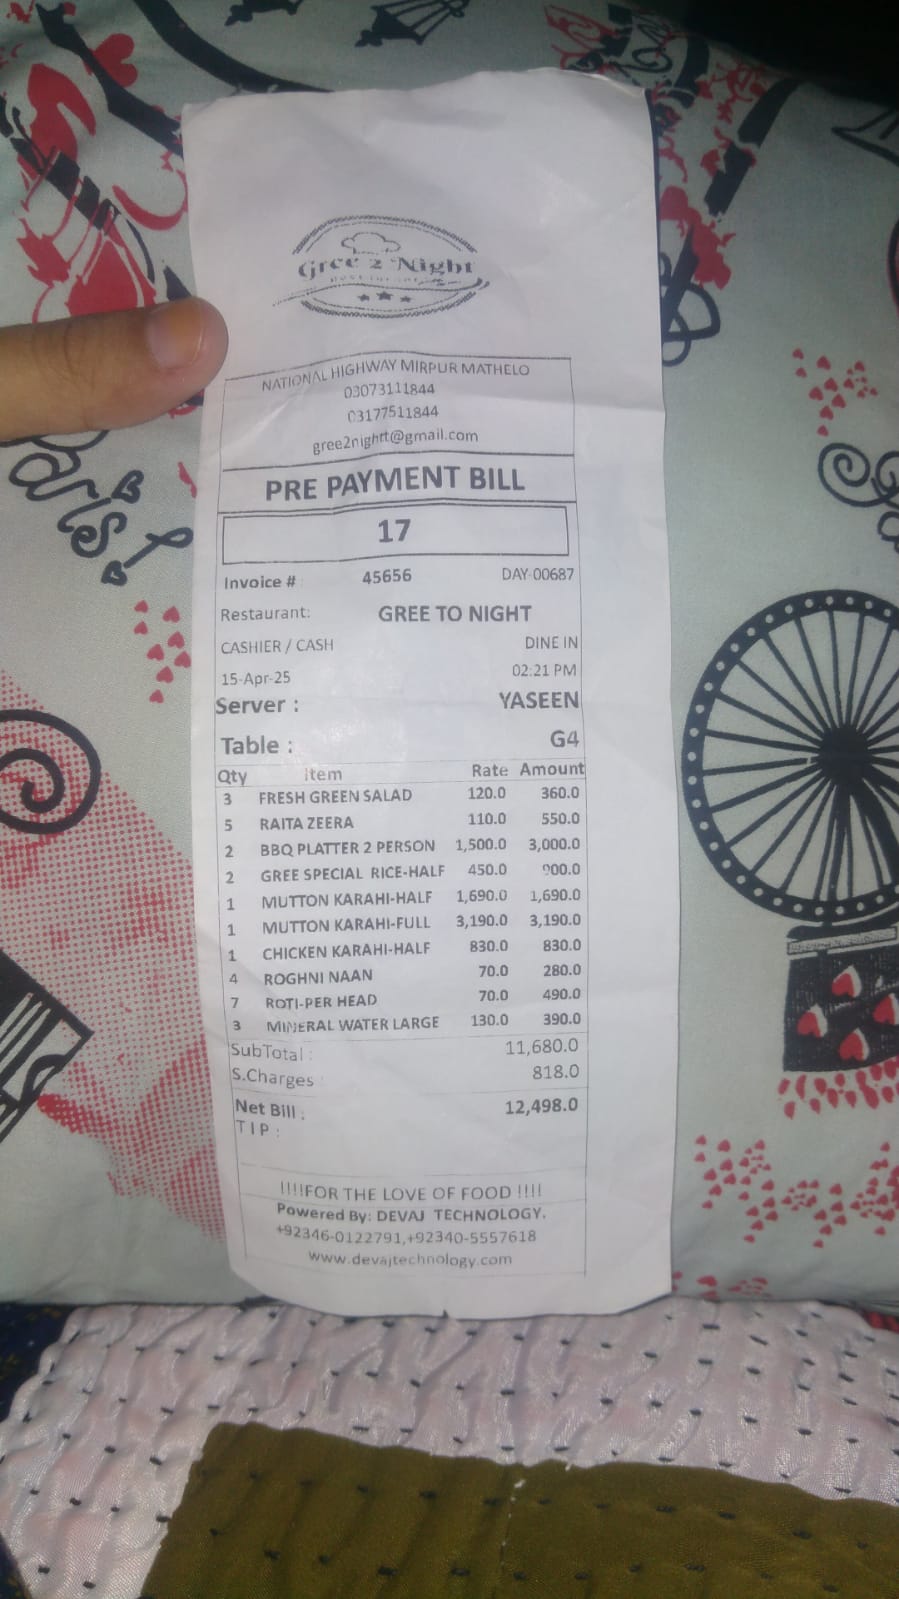 Gree 2 Night
NATIONAL HIGHWAY MIRPUR MATHELO
03073111844
03177511844
gree2nightt@gmail.com
PRE PAYMENT BILL
17
Invoice # : 45656 DAY-00687
Restaurant: GREE TO NIGHT
CASHIER / CASH DINE IN
15-Apr-25 02:21 PM
Server : YASEEN
Table : G4
Qty Item Rate Amount
3 FRESH GREEN SALAD 120.0 360.0
5 RAITA ZEERA 110.0 550.0
2 BBQ PLATTER 2 PERSON 1,500.0 3,000.0
2 GREE SPECIAL RICE-HALF 450.0 900.0
1 MUTTON KARAHI-HALF 1,690.0 1,690.0
1 MUTTON KARAHI-FULL 3,190.0 3,190.0
1 CHICKEN KARAHI-HALF 830.0 830.0
4 ROGHNI NAAN 70.0 280.0
7 ROTI-PER HEAD 70.0 490.0
3 MINERAL WATER LARGE 130.0 390.0
SubTotal : 11,680.0
S.Charges : 818.0
Net Bill : 12,498.0
TIP :
!!!!FOR THE LOVE OF FOOD !!!!
Powered By: DEVAJ TECHNOLOGY.
+92346-0122791,+92340-5557618
www.devajtechnology.com
Paris